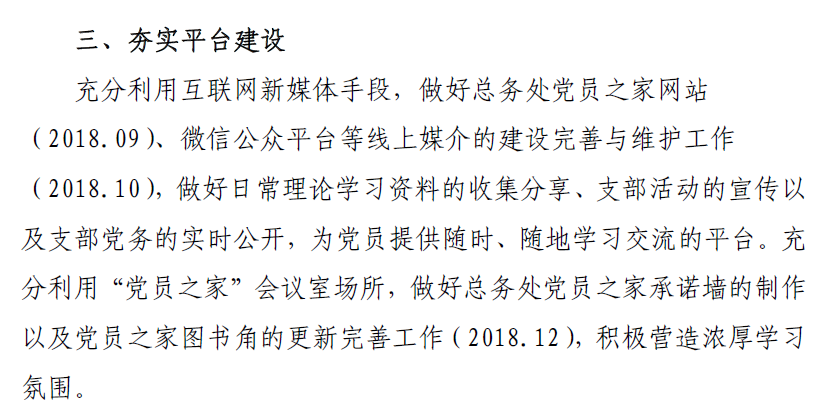 三、夯实平台建设
充分利用互联网新媒体手段，做好总务处党员之家网站
（2018.09）、微信公众平台等线上媒介的建设完善与维护工作
（2018.10），做好日常理论学习资料的收集分享、支部活动的宣传以
及支部党务的实时公开，为党员提供随时、随地学习交流的平台。充
分利用“党员之家”会议室场所，做好总务处党员之家承诺墙的制作
以及党员之家图书角的更新完善工作（2018.12），积极营造浓厚学习
氛围。